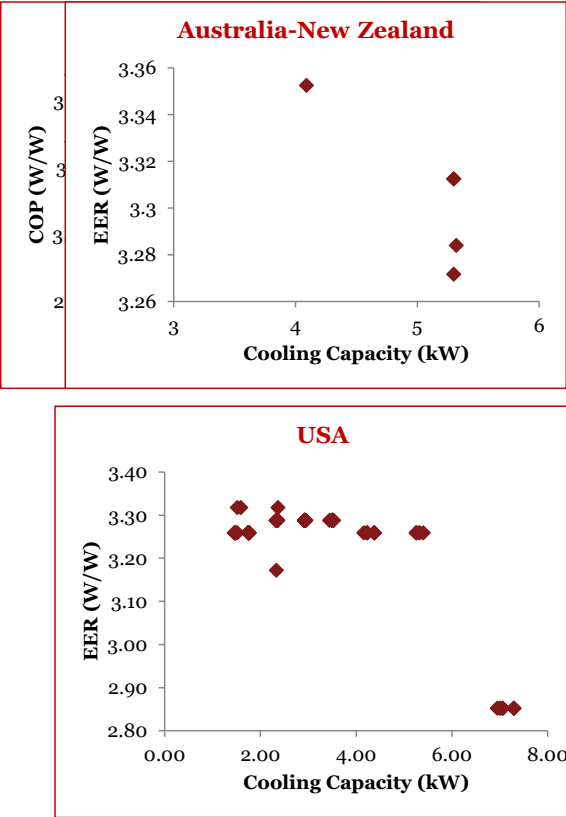 Australia-New Zealand
COP (W/W)
3
3
3
2
EER (W/W)
3.36
3.34
3.32
3.3
3.28
3.26
3 4 5 6
Cooling Capacity (kW)
USA
EER (W/W)
3.40
3.30
3.20
3.10
3.00
2.90
2.80
0.00 2.00 4.00 6.00 8.00
Cooling Capacity (kW)